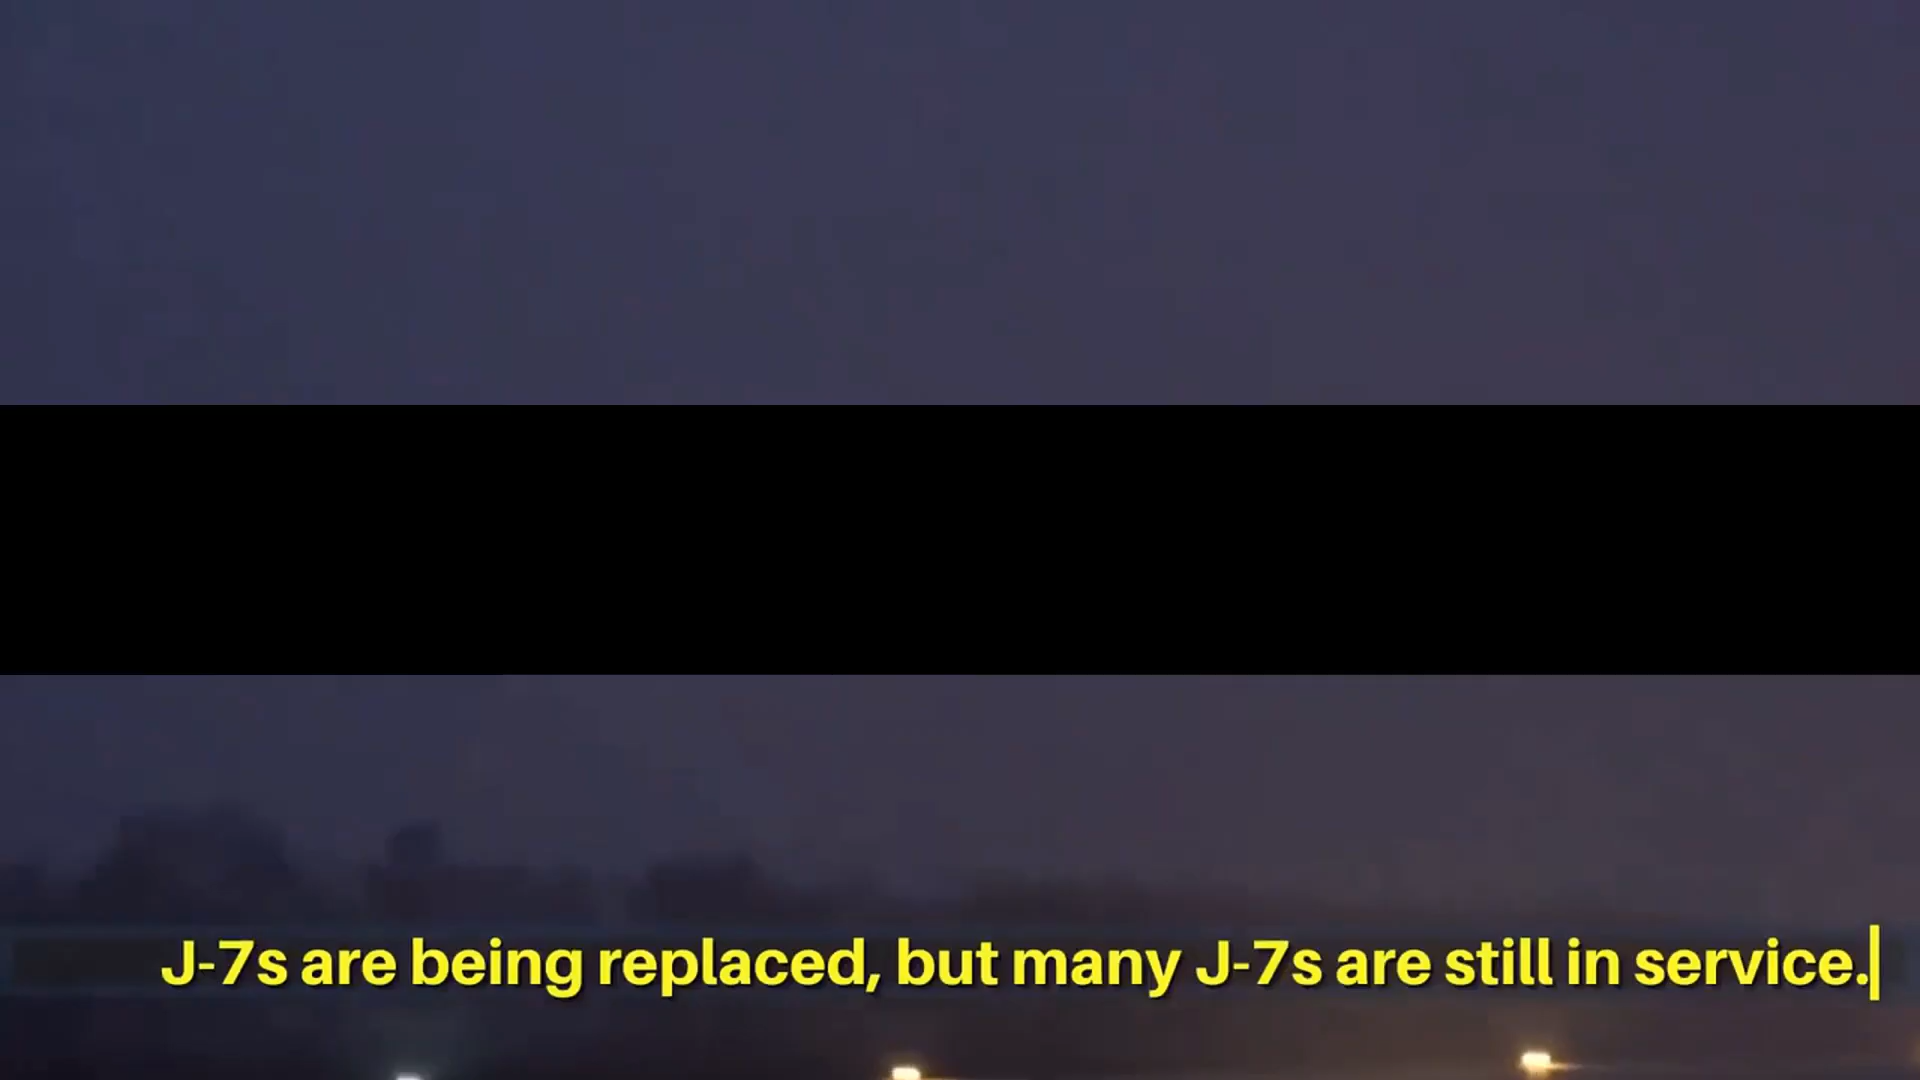 J-7s are being replaced, but many J-7s are still in service.